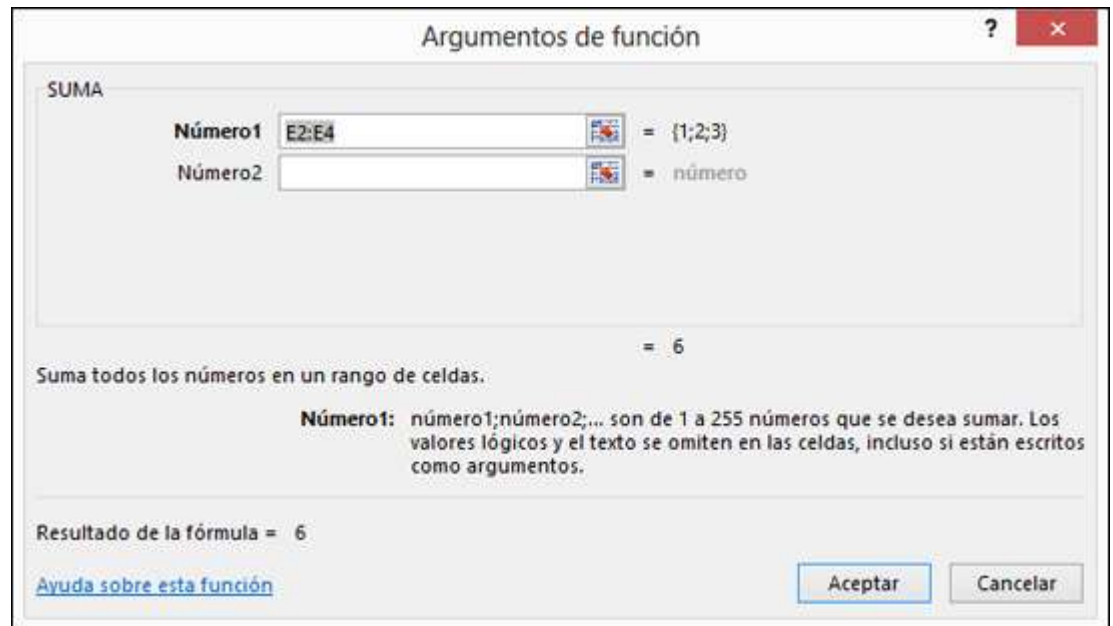 Argumentos de función
?
SUMA
Número1 E2:E4 = {1;2;3}
Número2 = número
= 6
Suma todos los números en un rango de celdas.
Número1: número1;número2;... son de 1 a 255 números que se desea sumar. Los
valores lógicos y el texto se omiten en las celdas, incluso si están escritos
como argumentos.
Resultado de la fórmula = 6
Ayuda sobre esta función
Aceptar
Cancelar